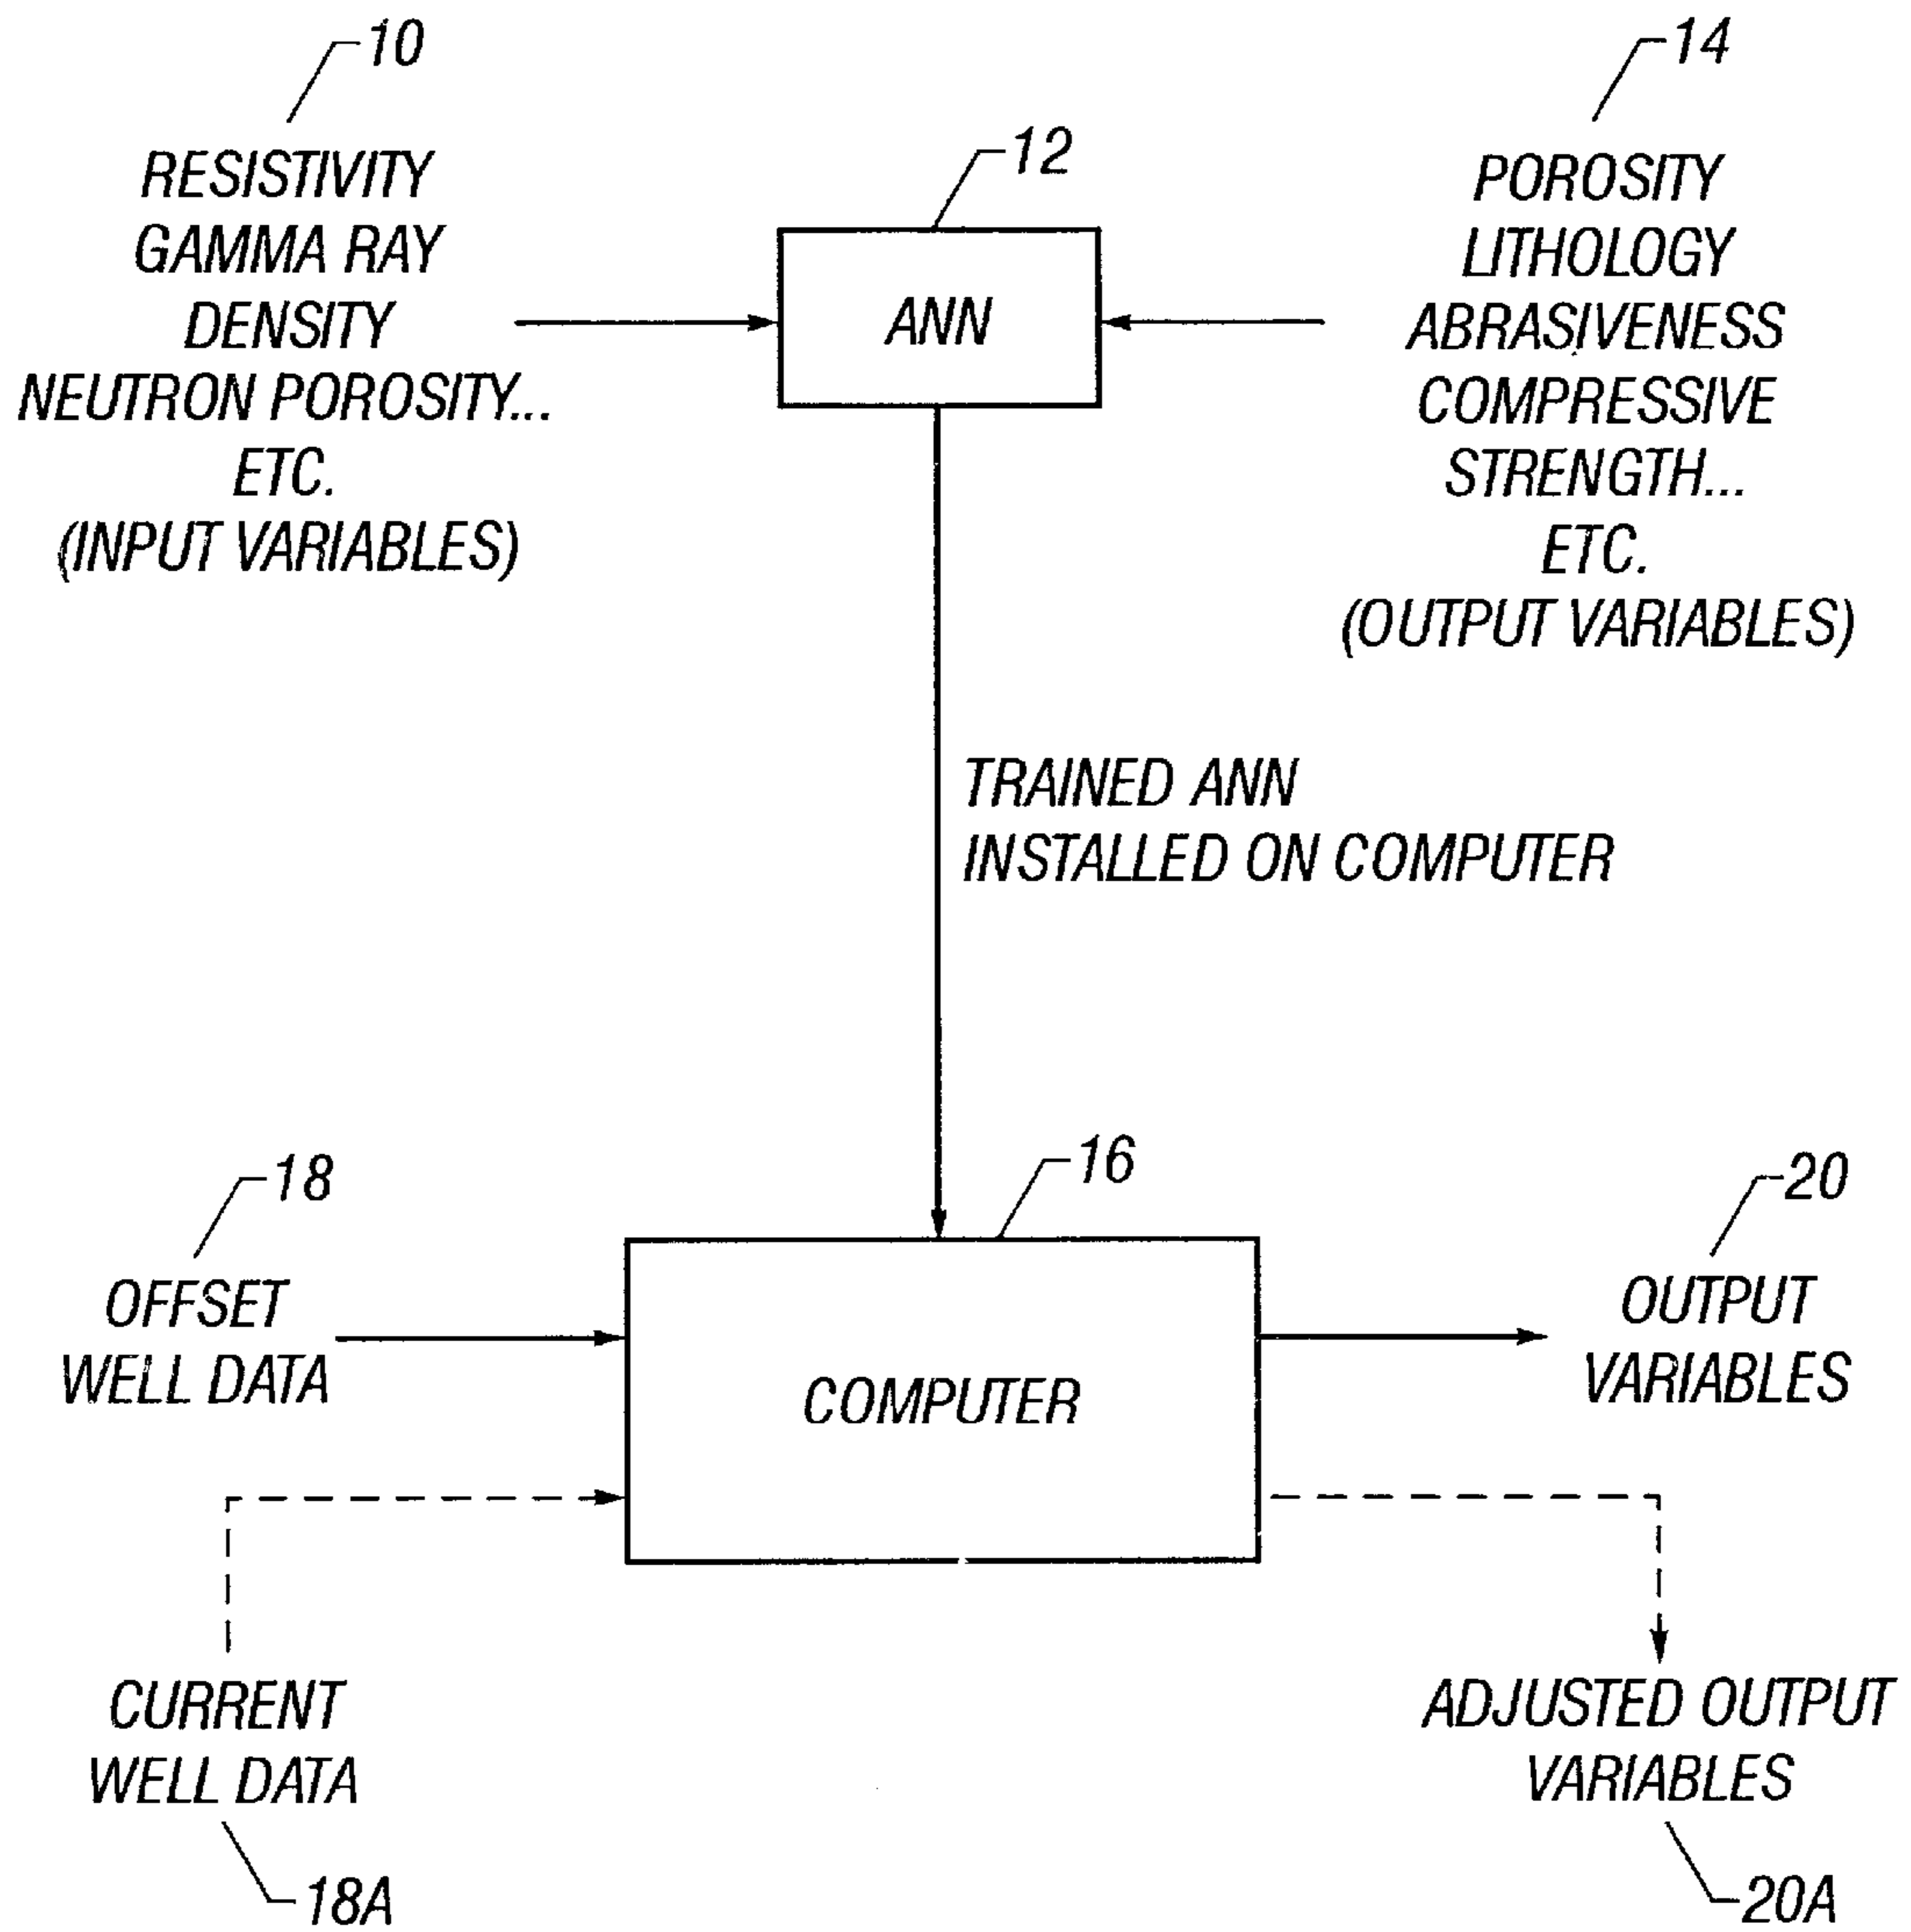 10
RESISTIVITY
GAMMA RAY
DENSITY
NEUTRON POROSITY...
ETC.
(INPUT VARIABLES)
12
ANN
14
POROSITY
LITHOLOGY
ABRASIVENESS
COMPRESSIVE
STRENGTH...
ETC.
(OUTPUT VARIABLES)
TRAINED ANN
INSTALLED ON COMPUTER
18
OFFSET
WELL DATA
16
COMPUTER
20
OUTPUT
VARIABLES
CURRENT
WELL DATA
18A
ADJUSTED OUTPUT
VARIABLES
20A